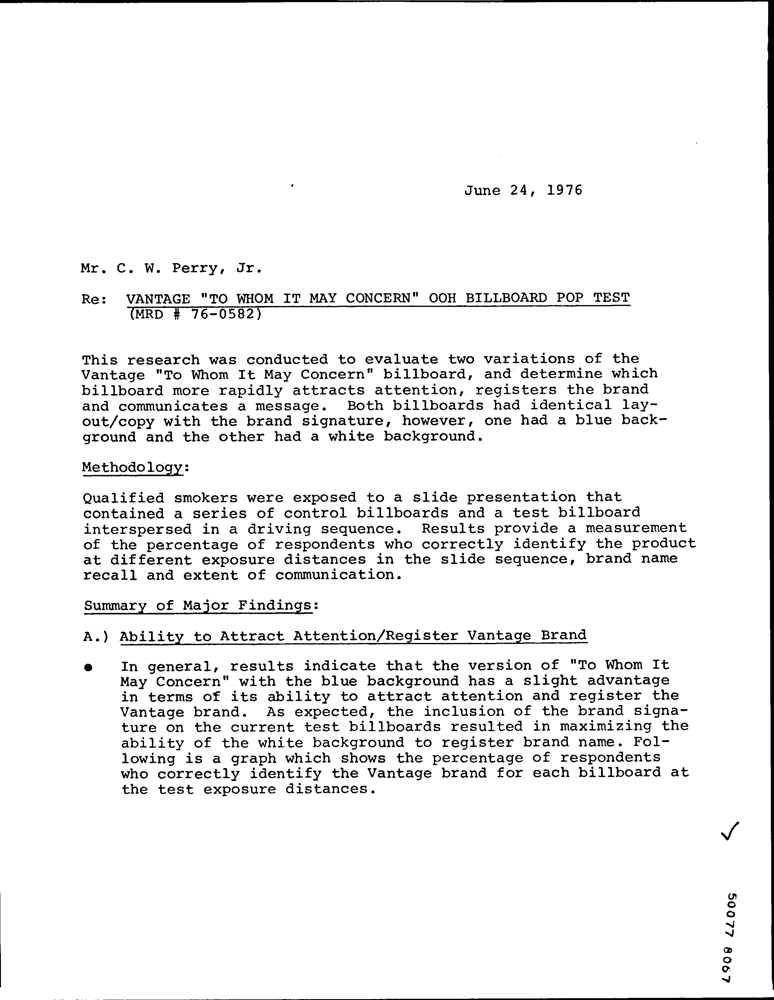 June 24, 1976
Mr. C. W. Perry, Jr.
Re: VANTAGE "TO WHOM IT MAY CONCERN" OOH BILLBOARD POP TEST
(MRD # 76-0582)
This research was conducted to evaluate two variations of the
Vantage "To Whom It May Concern" billboard, and determine which
billboard more rapidly attracts attention, registers the brand
and communicates a message. Both billboards had identical lay-
out/copy with the brand signature, however, one had a blue back-
ground and the other had a white background.
Methodology:
Qualified smokers were exposed to a slide presentation that
contained a series of control billboards and a test billboard
interspersed in a driving sequence. Results provide a measurement
of the percentage of respondents who correctly identify the product
at different exposure distances in the slide sequence, brand name
recall and extent of communication.
Summary of Major Findings:
A.) Ability to Attract Attention/Register Vantage Brand
● In general, results indicate that the version of "To Whom It
May Concern" with the blue background has a slight advantage
in terms of its ability to attract attention and register the
Vantage brand. As expected, the inclusion of the brand signa-
ture on the current test billboards resulted in maximizing the
ability of the white background to register brand name. Fol-
lowing is a graph which shows the percentage of respondents
who correctly identify the Vantage brand for each billboard at
the test exposure distances.
✓
50077 8067